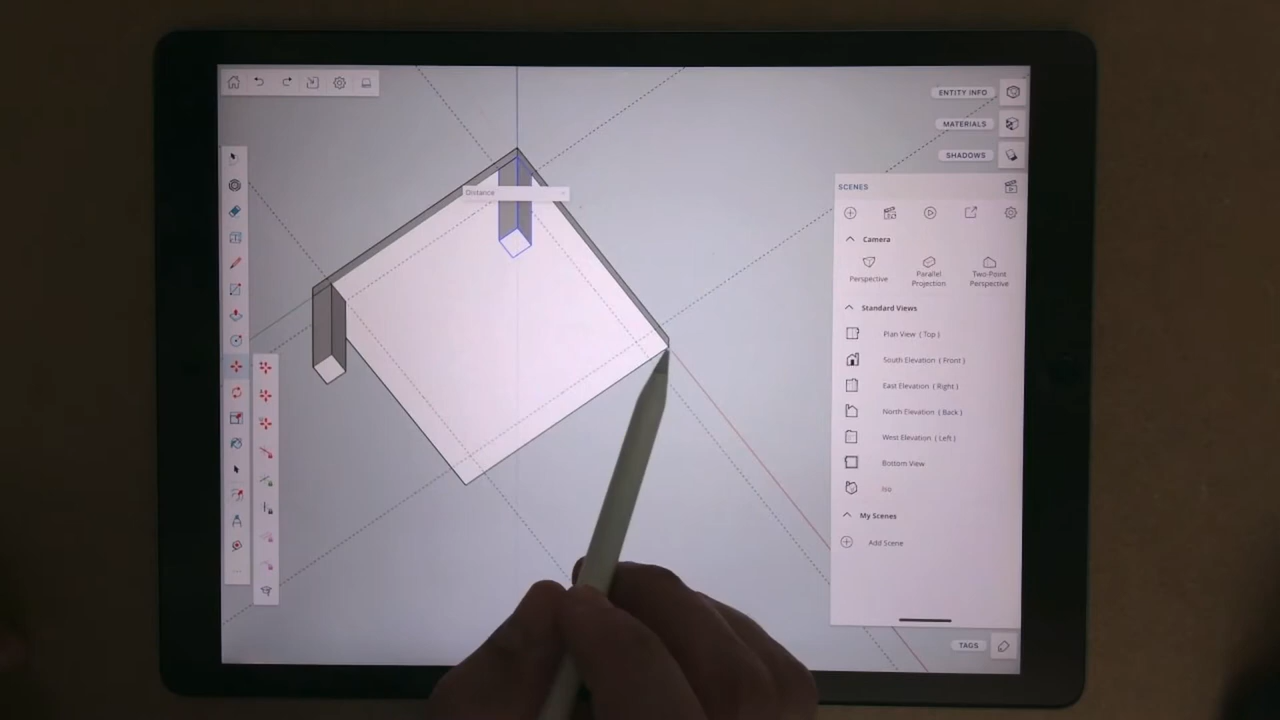 ENTITY INFO
MATERIALS
SHADOWS
Distance
SCENES
Camera
Perspective
Parallel
Projection
Two-Point
Perspective
Standard Views
Plan View ( Top )
South Elevation ( Front )
East Elevation ( Right )
North Elevation ( Back )
West Elevation ( Left )
Bottom View
Iso
My Scenes
Add Scene
TAGS